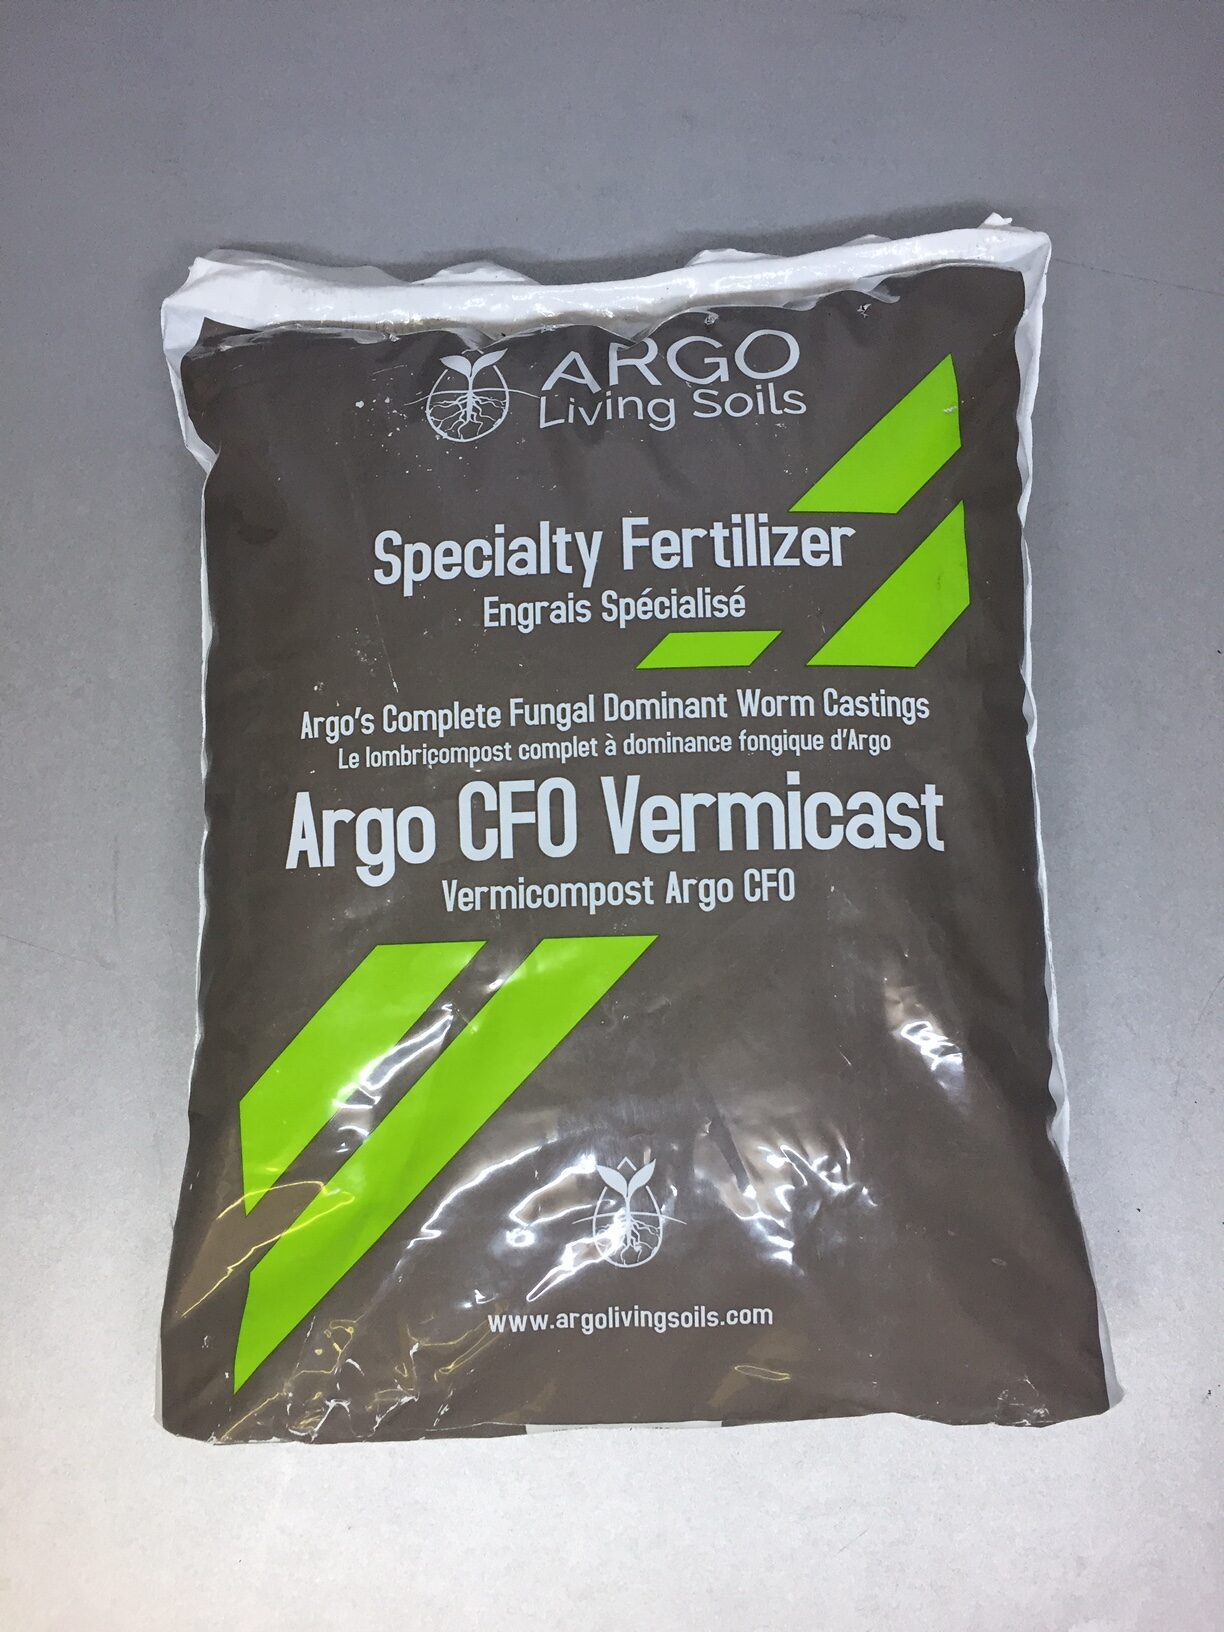 ARGO
Living Soils
Specialty Fertilizer
Engrais Spécialisé
Argo's Complete Fungal Dominant Worm Castings
Le lombricompost complet à dominance fongique d'Argo
Argo CFO Vermicast
Vermicompost Argo CFO
www.argolivingsoils.com